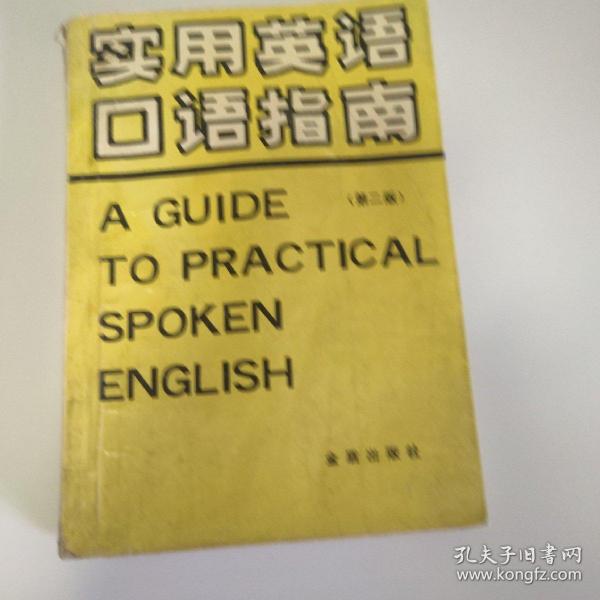 实用英语
口语指南
A GUIDE
（第二版）
TO PRACTICAL
SPOKEN
ENGLISH
金盾出版社
孔夫子旧书网
www.kongfz.com